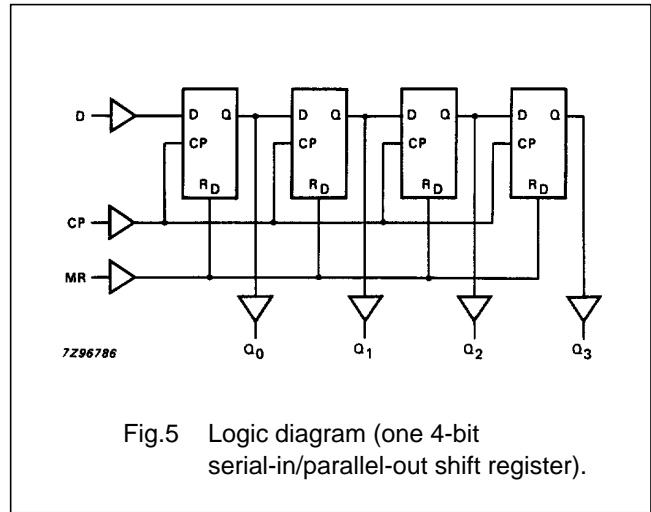 D
D Q
D Q
D Q
D Q
CP
CP
CP
CP
RD
RD
RD
RD
CP
MR
7Z96786
Q0
Q1
Q2
Q3
Fig.5 Logic diagram (one 4-bit
serial-in/parallel-out shift register).